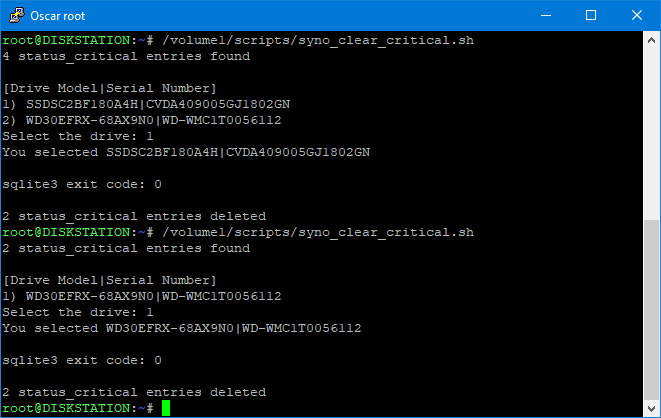 Oscar root
root@DISKSTATION:~# /volume1/scripts/syno_clear_critical.sh
4 status_critical entries found
[Drive Model|Serial Number]
1) SSDSC2BF180A4H|CVDA409005GJ1802GN
2) WD30EFRX-68AX9N0|WD-WMC1T0056112
Select the drive: 1
You selected SSDSC2BF180A4H|CVDA409005GJ1802GN
sqlite3 exit code: 0
2 status_critical entries deleted
root@DISKSTATION:~# /volume1/scripts/syno_clear_critical.sh
2 status_critical entries found
[Drive Model|Serial Number]
1) WD30EFRX-68AX9N0|WD-WMC1T0056112
Select the drive: 1
You selected WD30EFRX-68AX9N0|WD-WMC1T0056112
sqlite3 exit code: 0
2 status_critical entries deleted
root@DISKSTATION:~#